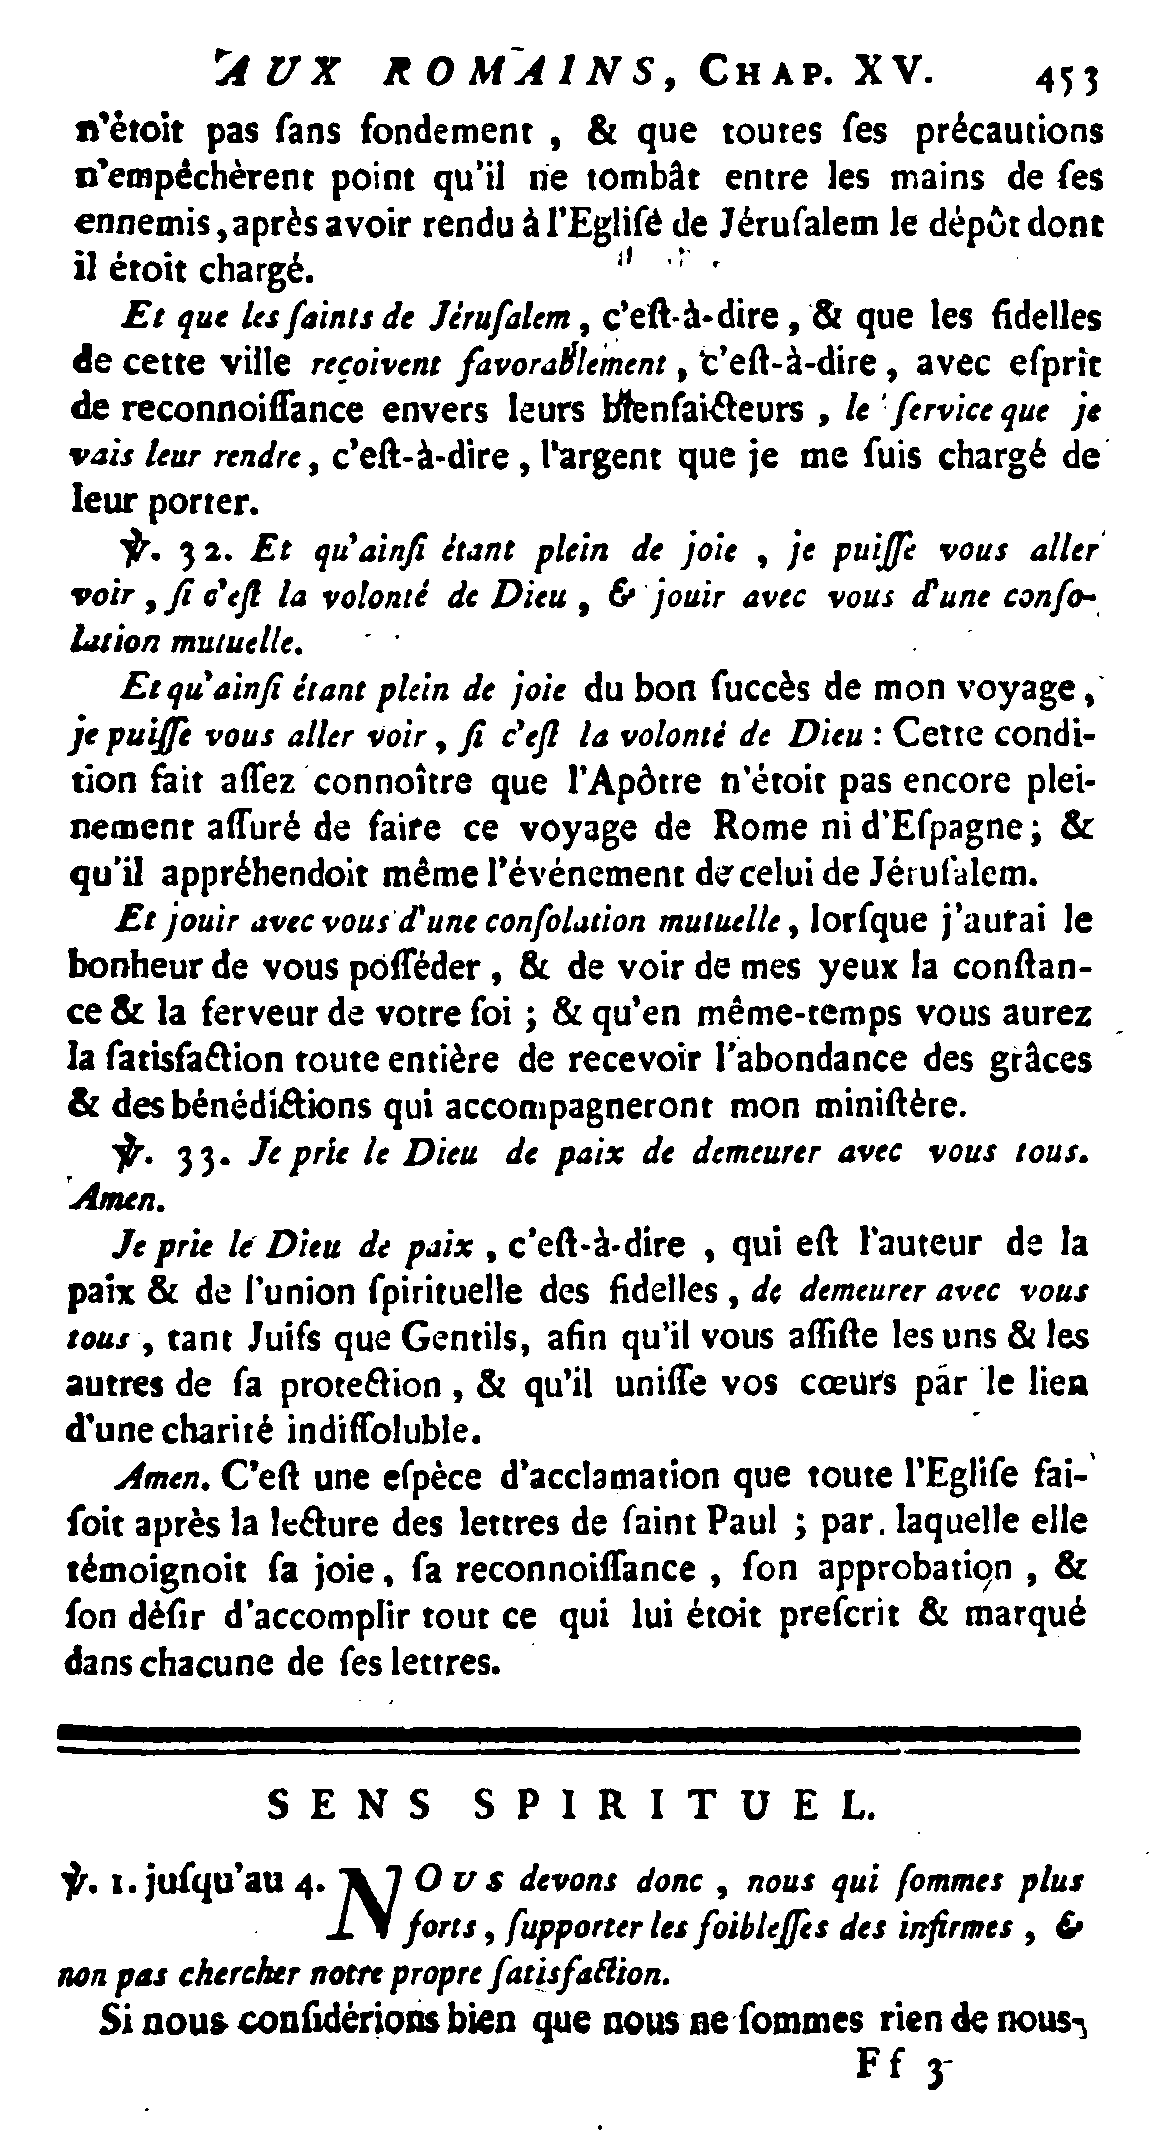 AUX ROMAINS, CHAP. XV. 453
n'étoit pas ſans fondement, & que toutes ſes précautions
n'empêchèrent point qu'il ne tombât entre les mains de ſes
ennemis, après avoir rendu à l'Egliſe de Jéruſalem le dépôt dont
il étoit chargé.
Et que les ſaints de Jéruſalem, c'eſt-à-dire, & que les fidelles
de cette ville reçoivent favorablement, c'eſt-à-dire, avec eſprit
de reconnoiſſance envers leurs bienfaicteurs, le ſervice que je
vais leur rendre, c'eſt-à-dire, l'argent que je me ſuis chargé de
leur porter.
℣. 32. Et qu'ainſi étant plein de joie, je puiſſe vous aller
voir, ſi c'eſt la volonté de Dieu, & jouir avec vous d'une conſo-
lation mutuelle.
Et qu'ainſi étant plein de joie du bon ſuccès de mon voyage,
je puiſſe vous aller voir, ſi c'eſt la volonté de Dieu : Cette condi-
tion fait aſſez connoître que l'Apôtre n'étoit pas encore plei-
nement aſſuré de faire ce voyage de Rome ni d'Eſpagne; &
qu'il appréhendoit même l'événement de celui de Jéruſalem.
Et jouir avec vous d'une conſolation mutuelle, lorſque j'aurai le
bonheur de vous poſſéder, & de voir de mes yeux la conſtan-
ce & la ferveur de votre foi ; & qu'en même-temps vous aurez
la ſatisfaction toute entière de recevoir l'abondance des grâces
& des bénédictions qui accompagneront mon miniſtère.
℣. 33. Je prie le Dieu de paix de demeurer avec vous tous.
Amen.
Je prie le Dieu de paix, c'eſt-à-dire, qui eſt l'auteur de la
paix & de l'union ſpirituelle des fidelles, de demeurer avec vous
tous, tant Juifs que Gentils, afin qu'il vous aſſiſte les uns & les
autres de ſa protection, & qu'il uniſſe vos cœurs par le lien
d'une charité indiſſoluble.
Amen. C'eſt une eſpèce d'acclamation que toute l'Egliſe fai-
ſoit après la lecture des lettres de ſaint Paul ; par laquelle elle
témoignoit ſa joie, ſa reconnoiſſance, ſon approbation, &
ſon déſir d'accomplir tout ce qui lui étoit preſcrit & marqué
dans chacune de ſes lettres.
SENS SPIRITUEL.
℣. 1. juſqu'au 4. NOUS devons donc, nous qui ſommes plus
forts, ſupporter les foibleſſes des infirmes, &
non pas chercher notre propre ſatisfaction.
Si nous conſidérions bien que nous ne ſommes rien de nous-
Ff 3